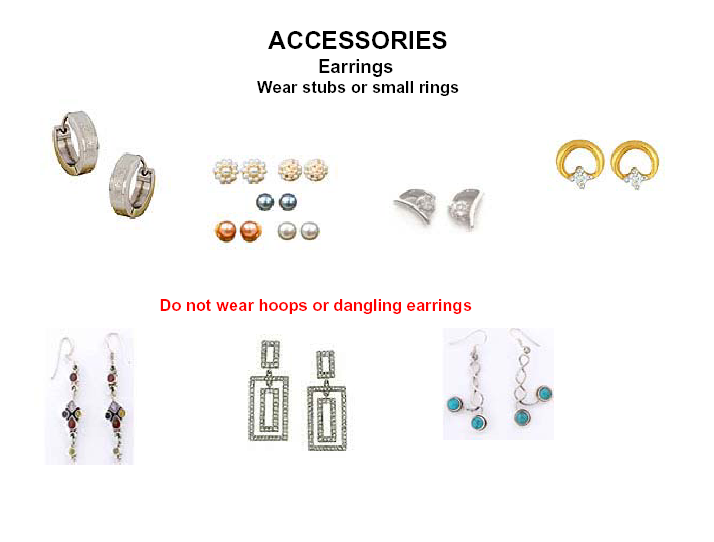 ACCESSORIES
Earrings
Wear stubs or small rings
Do not wear hoops or dangling earrings